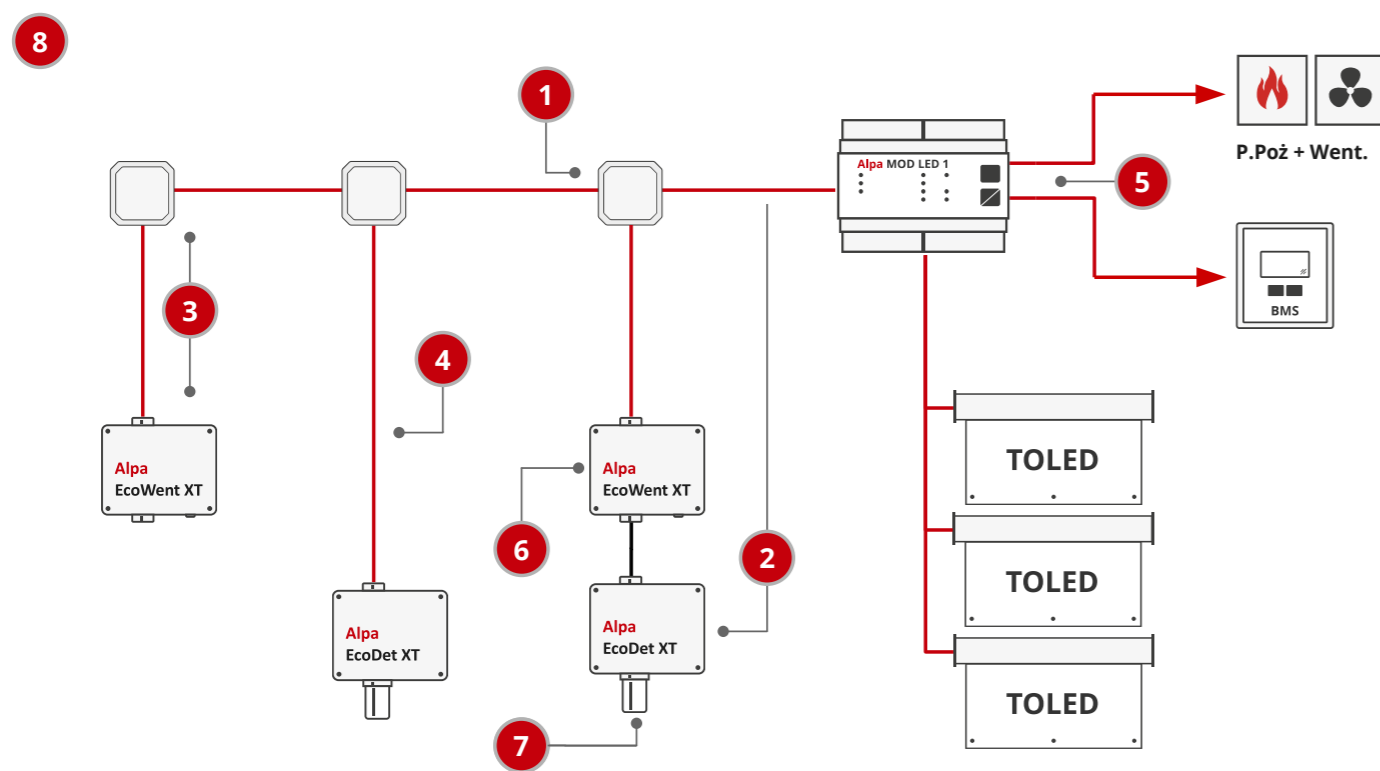 8
1
Alpa MOD LED 1
P.Poż + Went.
5
3
BMS
4
Alpa
EcoWent XT
Alpa
EcoWent XT
TOLED
6
2
TOLED
Alpa
EcoDet XT
Alpa
EcoDet XT
TOLED
7